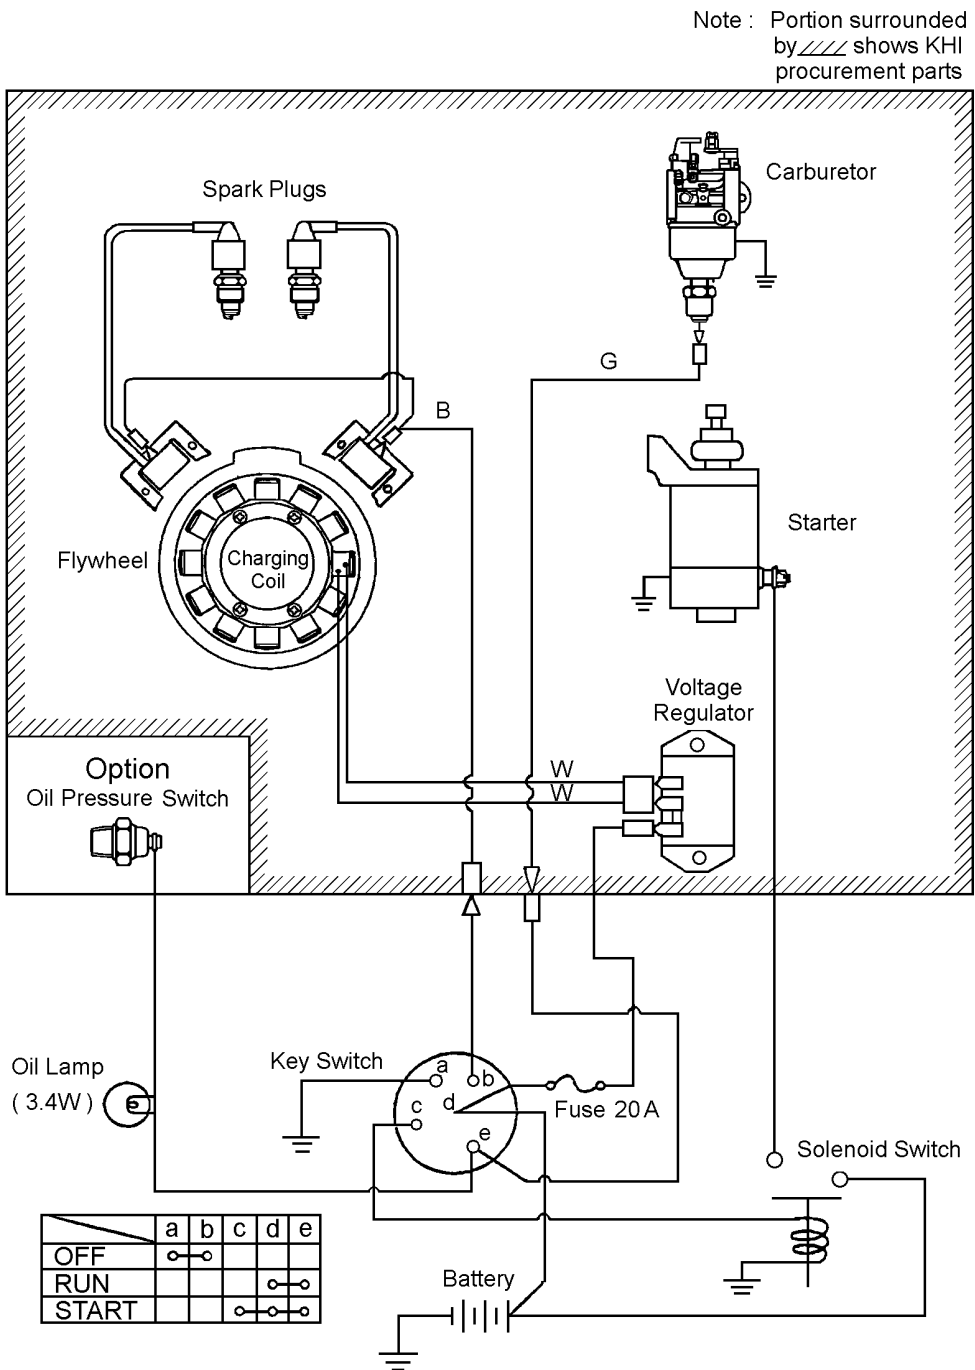 Note : Portion surrounded
by //// shows KHI
procurement parts
Carburetor
Spark Plugs
G
B
Starter
Flywheel
Charging
Coil
Voltage
Regulator
W
W
Option
Oil Pressure Switch
Oil Lamp
( 3.4W )
Key Switch
a
b
c
d
e
Fuse 20 A
Solenoid Switch
a b c d e
OFF
RUN
START
Battery